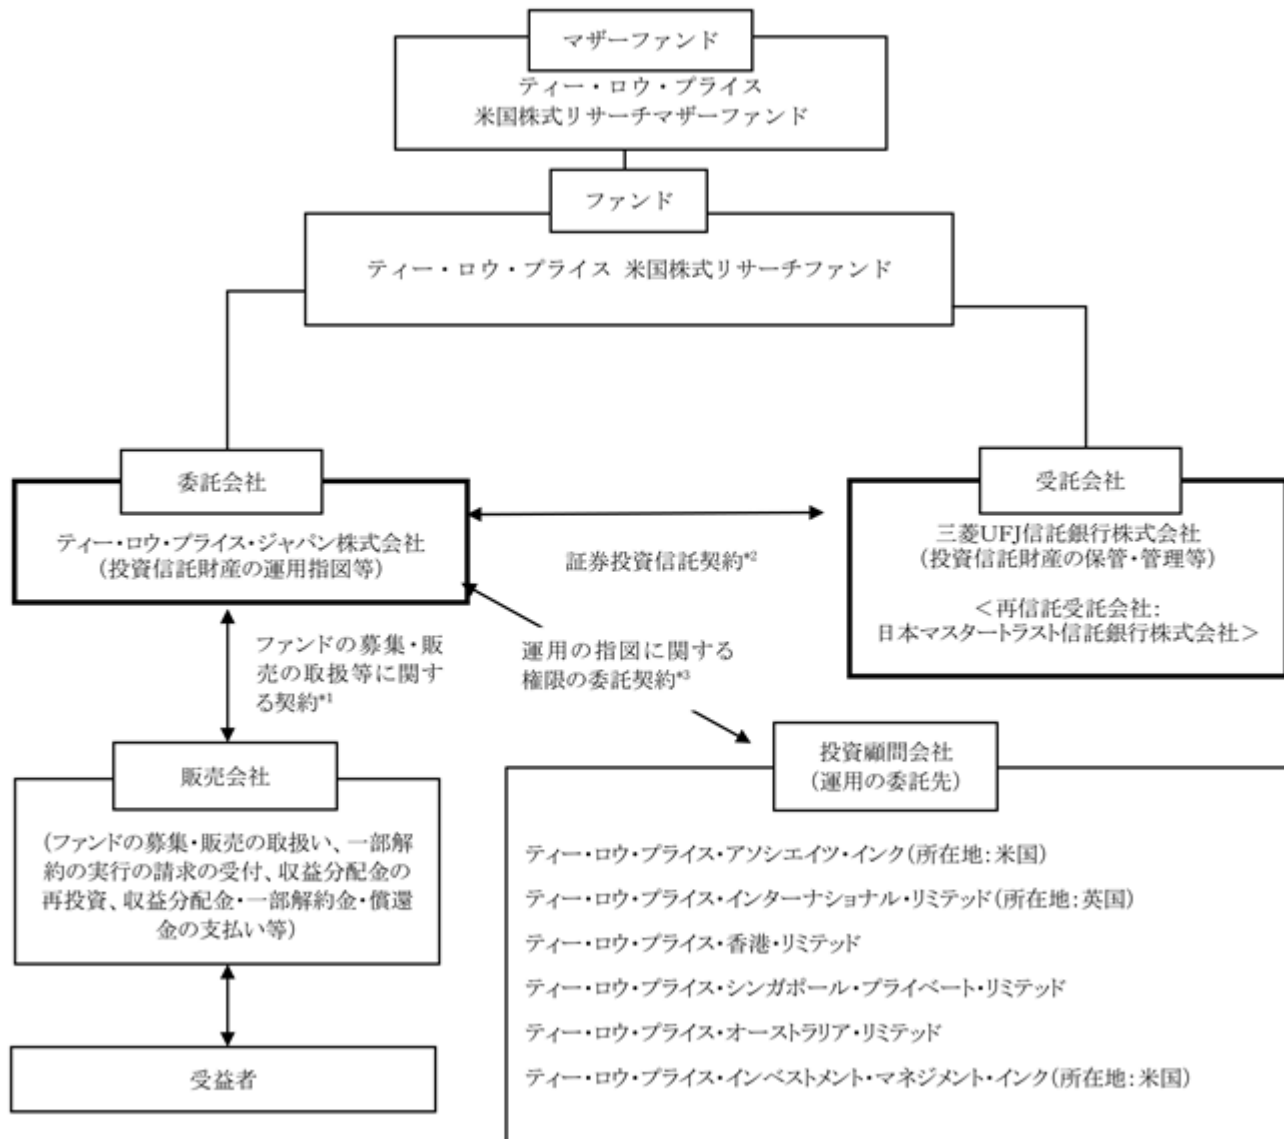 マザーファンド
ティー・ロウ・プライス
米国株式リサーチマザーファンド
ファンド
ティー・ロウ・プライス 米国株式リサーチファンド
委託会社
ティー・ロウ・プライス・ジャパン株式会社
（投資信託財産の運用指図等）
証券投資信託契約*2
受託会社
三菱UFJ信託銀行株式会社
（投資信託財産の保管・管理等）
＜再信託受託会社：
日本マスタートラスト信託銀行株式会社＞
ファンドの募集・販
売の取扱等に関す
る契約*1
運用の指図に関する
権限の委託契約*3
販売会社
（ファンドの募集・販売の取扱い、一部解
約の実行の請求の受付、収益分配金の
再投資、収益分配金・一部解約金・償還
金の支払い等）
受益者
投資顧問会社
（運用の委託先）
ティー・ロウ・プライス・アソシエイツ・インク（所在地：米国）
ティー・ロウ・プライス・インターナショナル・リミテッド（所在地：英国）
ティー・ロウ・プライス・香港・リミテッド
ティー・ロウ・プライス・シンガポール・プライベート・リミテッド
ティー・ロウ・プライス・オーストラリア・リミテッド
ティー・ロウ・プライス・インベストメント・マネジメント・インク（所在地：米国）